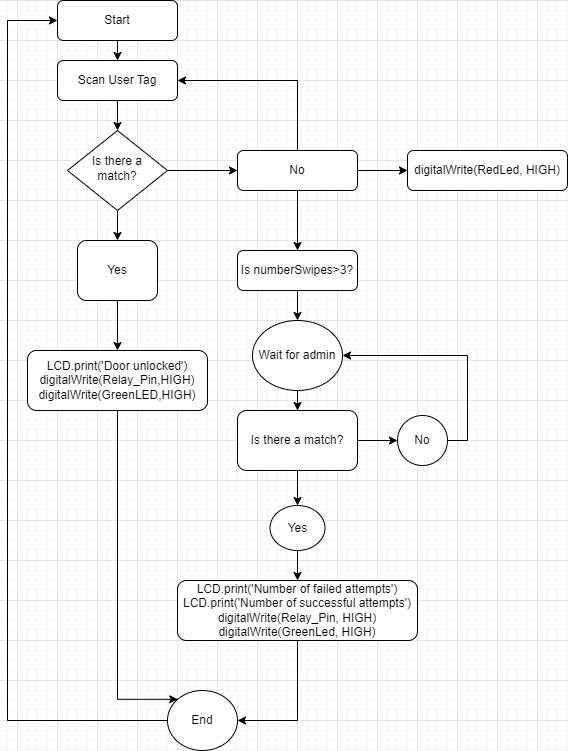 Start
Scan User Tag
Is there a
match?
No
digitalWrite(RedLed, HIGH)
Yes
Is numberSwipes>3?
Wait for admin
LCD.print('Door unlocked')
digitalWrite(Relay_Pin,HIGH)
digitalWrite(GreenLED,HIGH)
Is there a match?
No
Yes
LCD.print('Number of failed attempts')
LCD.print('Number of successful attempts')
digitalWrite(Relay_Pin, HIGH)
digitalWrite(GreenLed, HIGH)
End